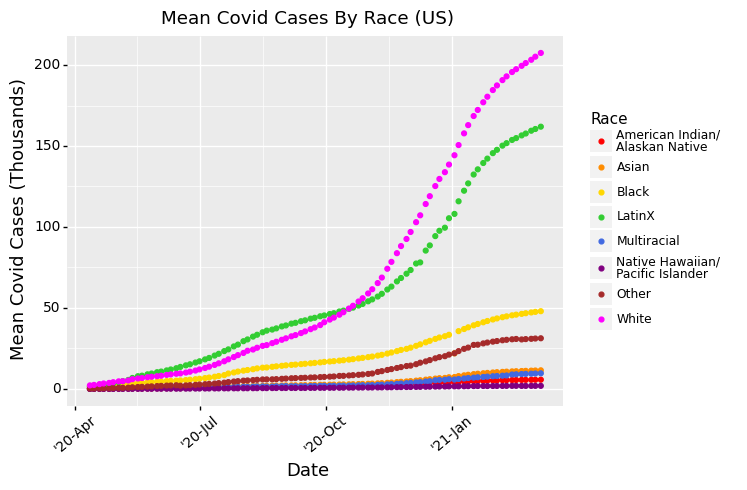 Mean Covid Cases By Race (US)
Mean Covid Cases (Thousands)
200
150
100
50
0
'20-Apr
'20-Jul
'20-Oct
'21-Jan
Date
Race
American Indian/
Alaskan Native
Asian
Black
LatinX
Multiracial
Native Hawaiian/
Pacific Islander
Other
White